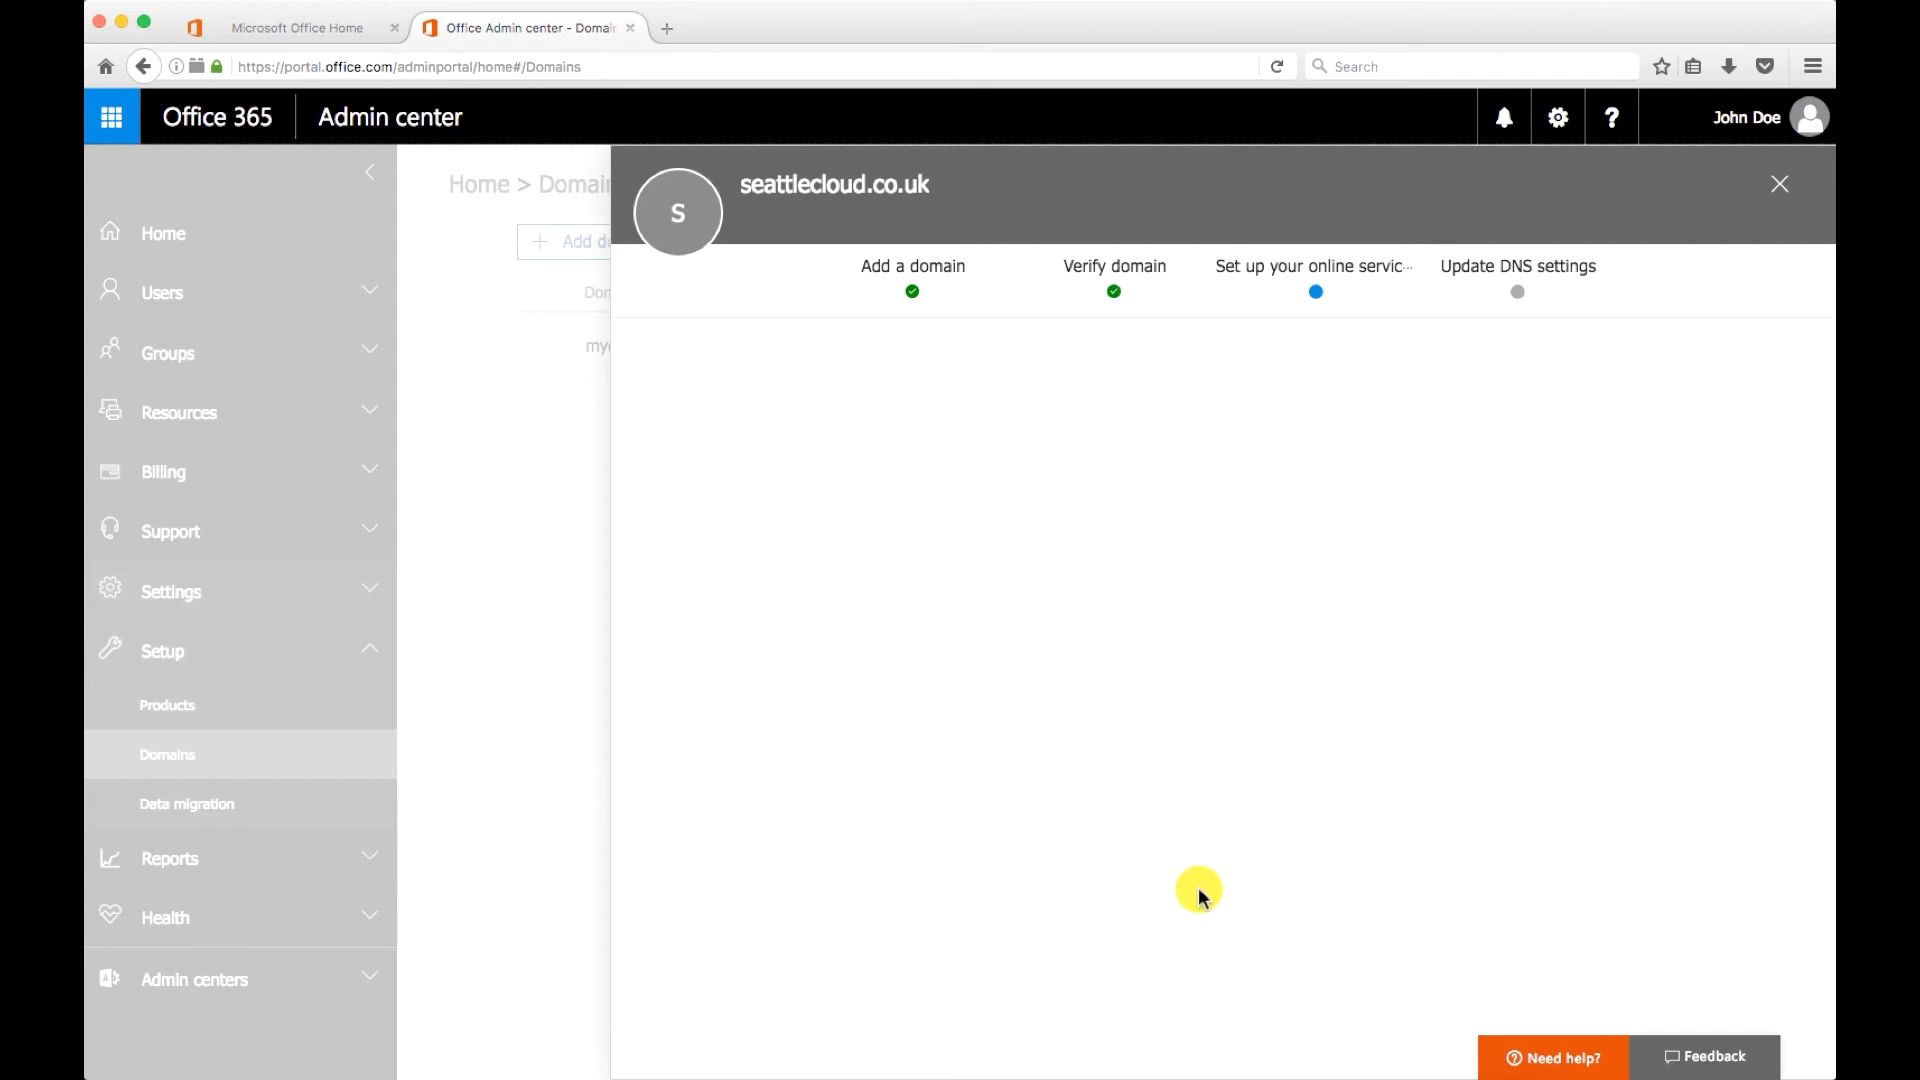 Microsoft Office Home
Office Admin center - Domai
https://portal.office.com/adminportal/home#/Domains
Search
Office 365
Admin center
John Doe
Home > Domai
seattlecloud.co.uk
S
Home
Add d
Add a domain
Verify domain
Set up your online servic...
Update DNS settings
Users
Do
Groups
my
Resources
Billing
Support
Settings
Setup
Products
Domains
Data migration
Reports
Health
Admin centers
Need help?
Feedback